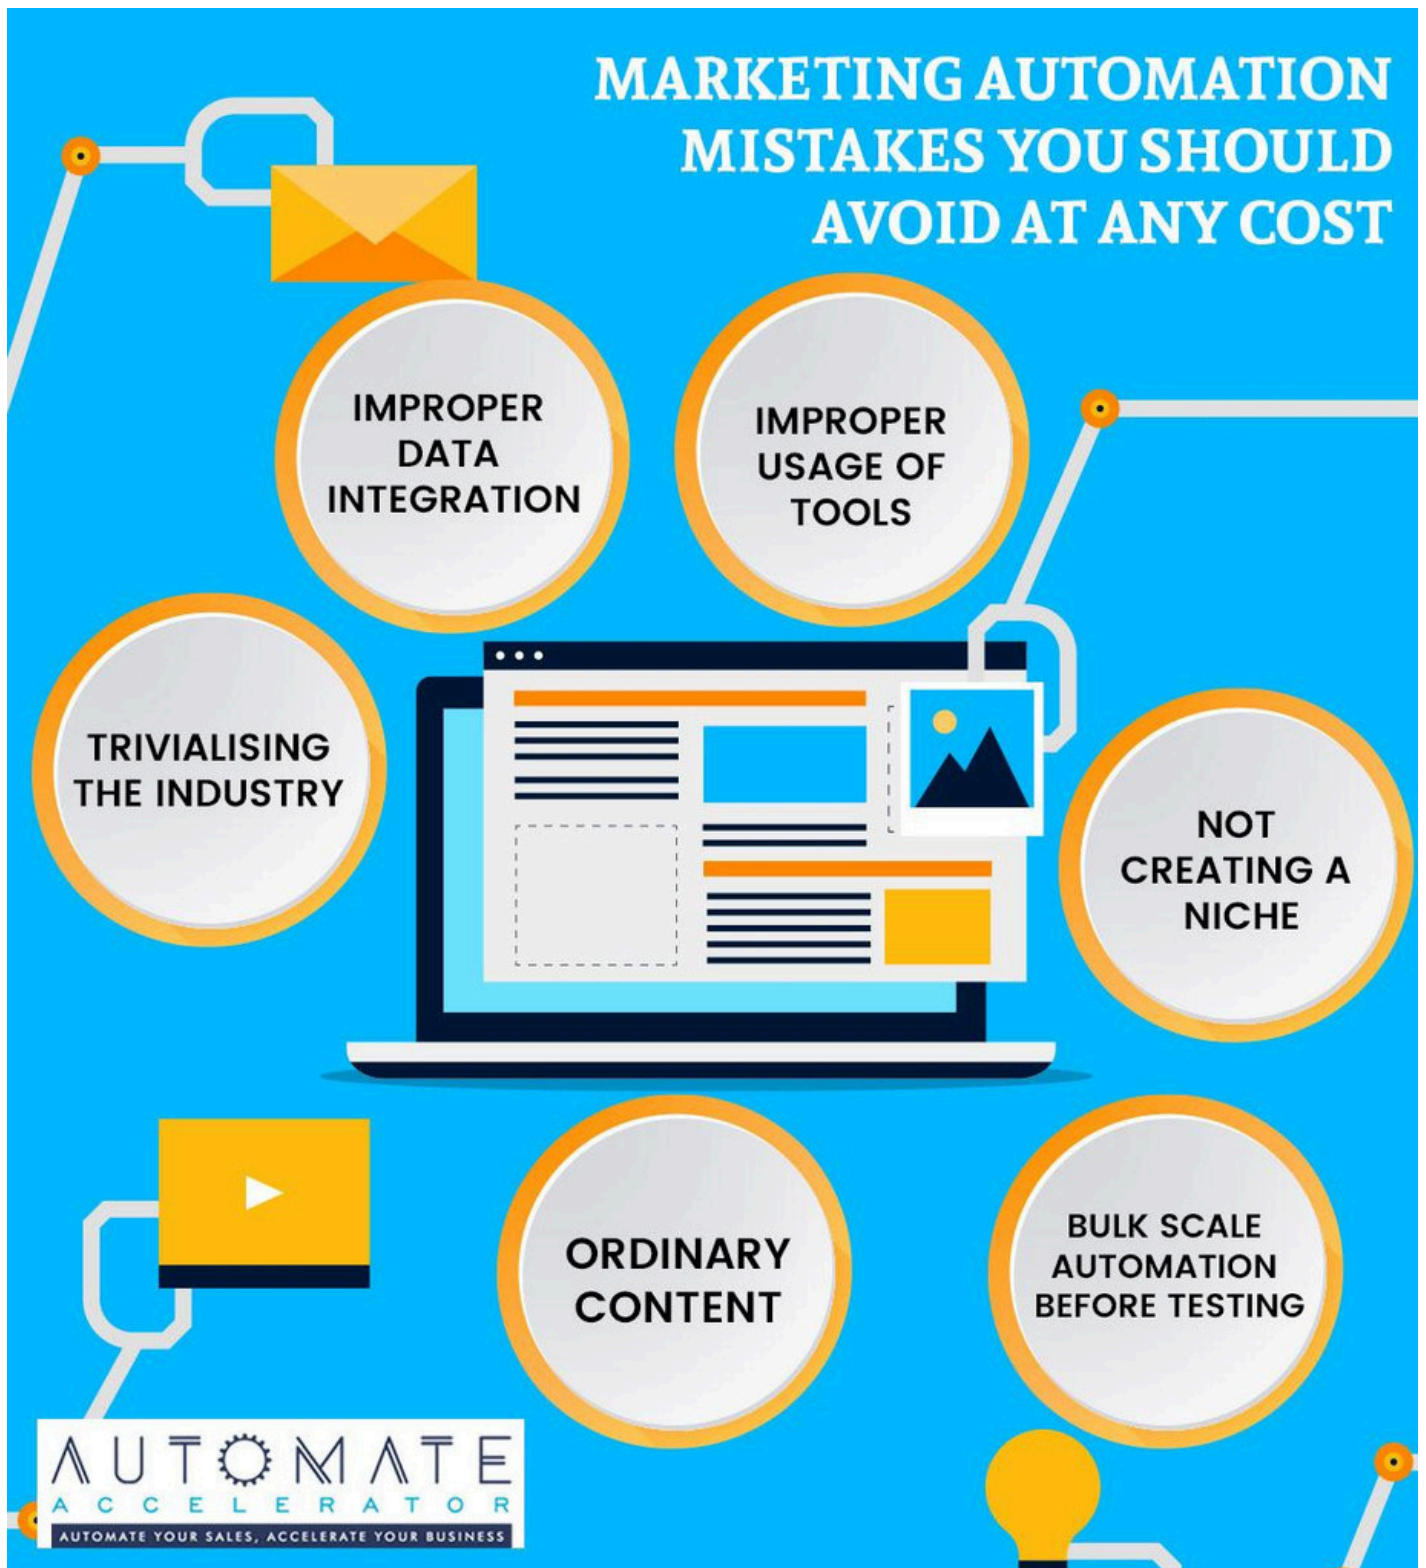 MARKETING AUTOMATION
MISTAKES YOU SHOULD
AVOID AT ANY COST
IMPROPER
DATA
INTEGRATION
IMPROPER
USAGE OF
TOOLS
TRIVIALISING
THE INDUSTRY
NOT
CREATING A
NICHE
ORDINARY
CONTENT
BULK SCALE
AUTOMATION
BEFORE TESTING
AUTOMATE
ACCELERATOR
AUTOMATE YOUR SALES, ACCELERATE YOUR BUSINESS